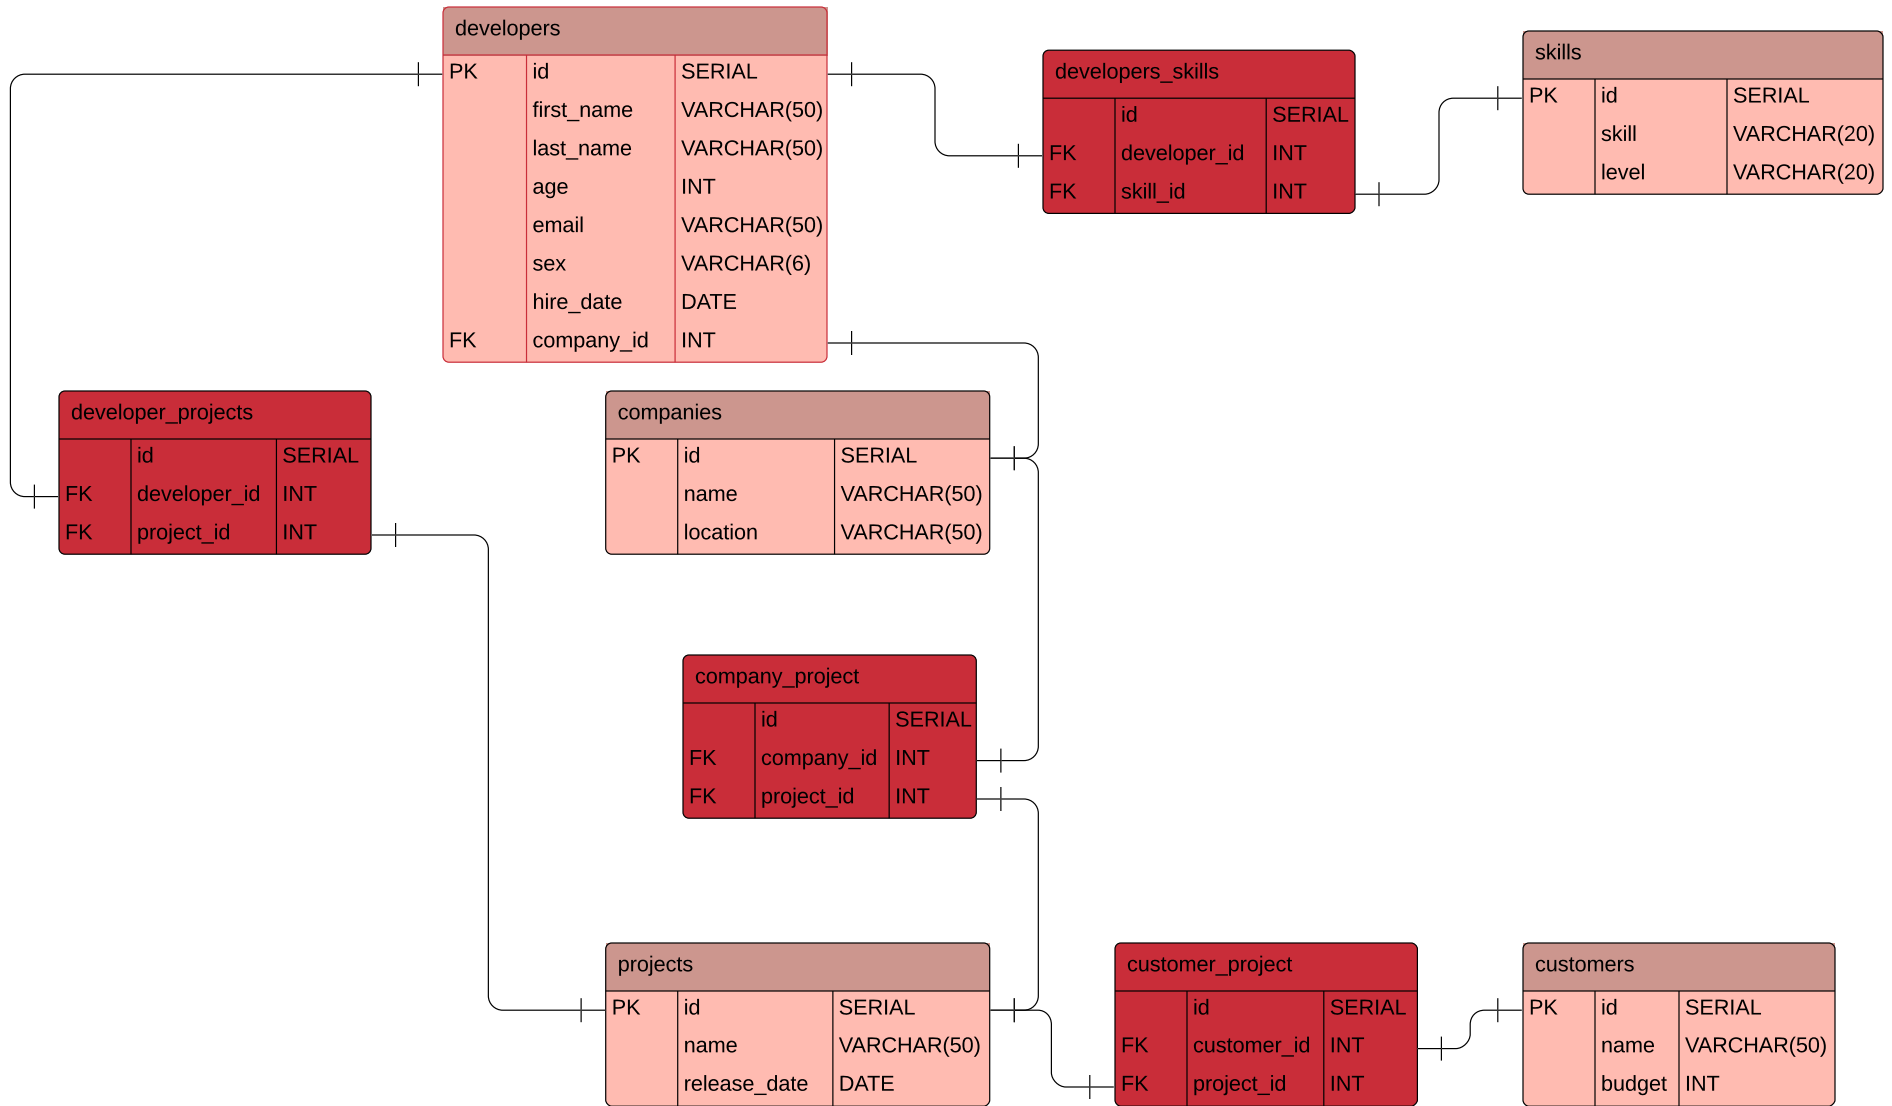 developers
PK id SERIAL
first_name VARCHAR(50)
last_name VARCHAR(50)
age INT
email VARCHAR(50)
sex VARCHAR(6)
hire_date DATE
FK company_id INT
developers_skills
id SERIAL
FK developer_id INT
FK skill_id INT
skills
PK id SERIAL
skill VARCHAR(20)
level VARCHAR(20)
developer_projects
id SERIAL
FK developer_id INT
FK project_id INT
companies
PK id SERIAL
name VARCHAR(50)
location VARCHAR(50)
company_project
id SERIAL
FK company_id INT
FK project_id INT
projects
PK id SERIAL
name VARCHAR(50)
release_date DATE
customer_project
id SERIAL
FK customer_id INT
FK project_id INT
customers
PK id SERIAL
name VARCHAR(50)
budget INT